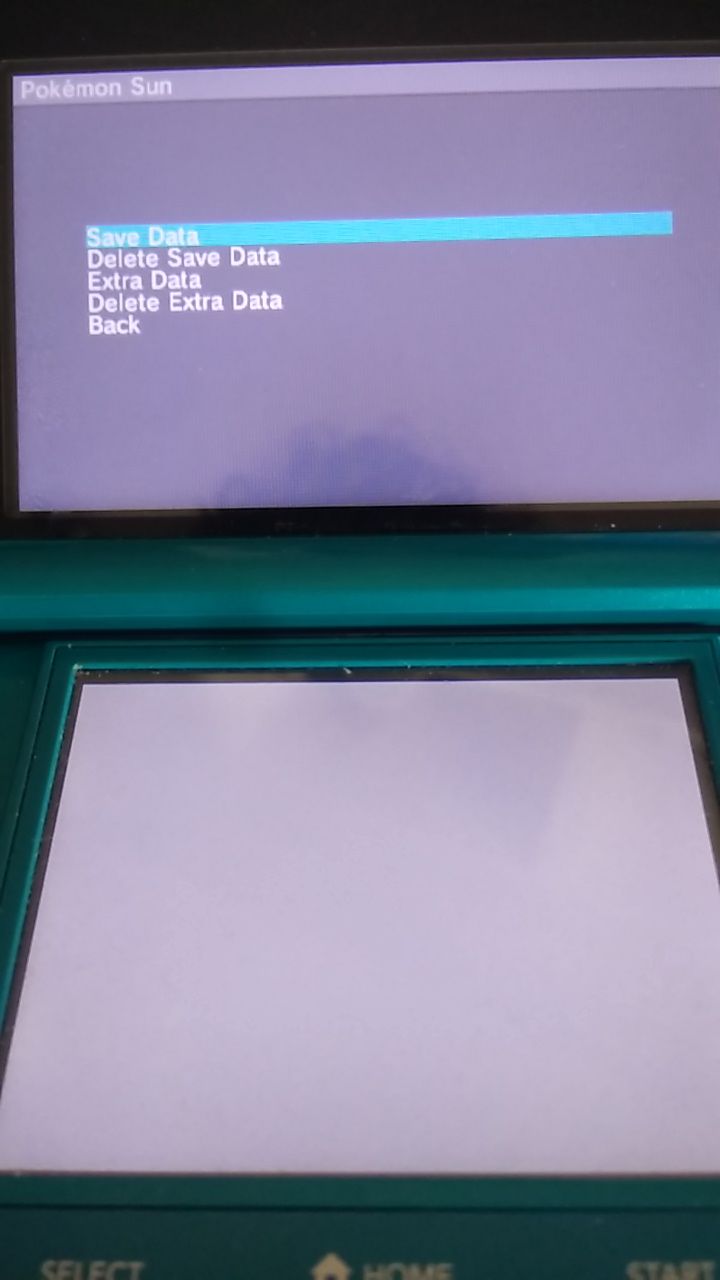 Pokémon Sun
Save Data
Delete Save Data
Extra Data
Delete Extra Data
Back
SELECT HOME START